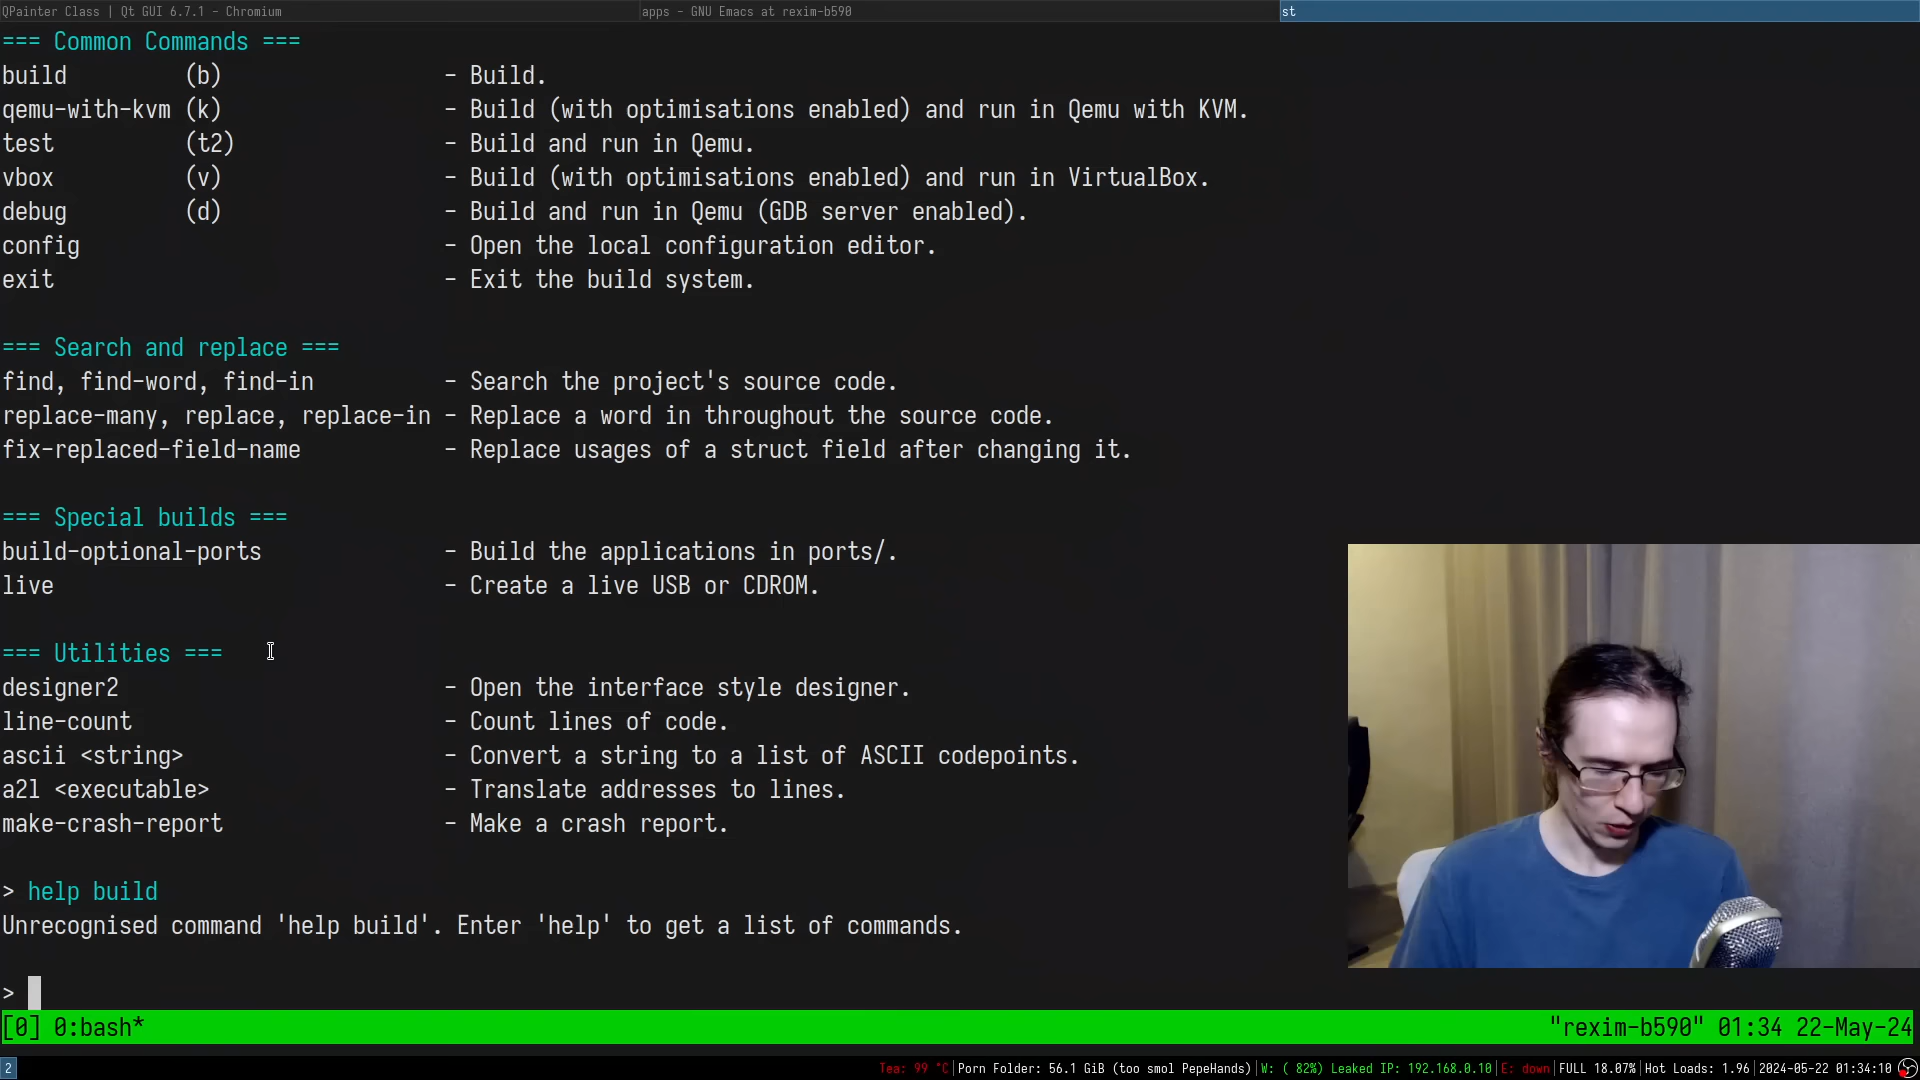 QPainter Class | Qt GUI 6.7.1 - Chromium
apps - GNU Emacs at rexim-b590
st
=== Common Commands ===
build (b) - Build.
qemu-with-kvm (k) - Build (with optimisations enabled) and run in Qemu with KVM.
test (t2) - Build and run in Qemu.
vbox (v) - Build (with optimisations enabled) and run in VirtualBox.
debug (d) - Build and run in Qemu (GDB server enabled).
config - Open the local configuration editor.
exit - Exit the build system.
=== Search and replace ===
find, find-word, find-in - Search the project's source code.
replace-many, replace, replace-in - Replace a word in throughout the source code.
fix-replaced-field-name - Replace usages of a struct field after changing it.
=== Special builds ===
build-optional-ports - Build the applications in ports/.
live - Create a live USB or CDROM.
=== Utilities ===
designer2 - Open the interface style designer.
line-count - Count lines of code.
ascii <string> - Convert a string to a list of ASCII codepoints.
a2l <executable> - Translate addresses to lines.
make-crash-report - Make a crash report.
> help build
Unrecognised command 'help build'. Enter 'help' to get a list of commands.
>
[0] 0:bash* "rexim-b590" 01:34 22-May-24
2 Tea: 99 °C|Porn Folder: 56.1 GiB (too smol PepeHands)|W: ( 82%) Leaked IP: 192.168.0.10|E: down|FULL 18.07%|Hot Loads: 1.96|2024-05-22 01:34:10